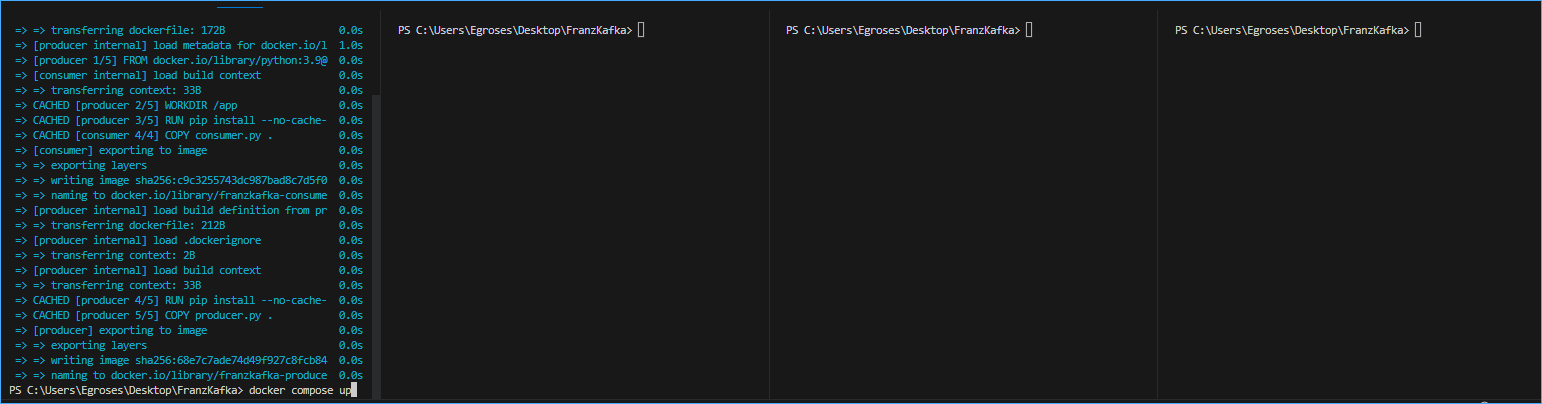 => => transferring dockerfile: 172B 0.0s
=> [producer internal] load metadata for docker.io/l 1.0s
=> [producer 1/5] FROM docker.io/library/python:3.9@ 0.0s
=> [consumer internal] load build context 0.0s
=> => transferring context: 33B 0.0s
=> CACHED [producer 2/5] WORKDIR /app 0.0s
=> CACHED [producer 3/5] RUN pip install --no-cache- 0.0s
=> CACHED [consumer 4/4] COPY consumer.py . 0.0s
=> [consumer] exporting to image 0.0s
=> => exporting layers 0.0s
=> => writing image sha256:c9c3255743dc987bad8c7d5f0 0.0s
=> => naming to docker.io/library/franzkafka-consume 0.0s
=> [producer internal] load build definition from pr 0.0s
=> => transferring dockerfile: 212B 0.0s
=> [producer internal] load .dockerignore 0.0s
=> => transferring context: 2B 0.0s
=> [producer internal] load build context 0.0s
=> => transferring context: 33B 0.0s
=> CACHED [producer 4/5] RUN pip install --no-cache- 0.0s
=> CACHED [producer 5/5] COPY producer.py . 0.0s
=> [producer] exporting to image 0.0s
=> => exporting layers 0.0s
=> => writing image sha256:68e7c7ade74d49f927c8fcb84 0.0s
=> => naming to docker.io/library/franzkafka-produce 0.0s
PS C:\Users\Egroses\Desktop\FranzKafka> docker compose up
PS C:\Users\Egroses\Desktop\FranzKafka>
PS C:\Users\Egroses\Desktop\FranzKafka>
PS C:\Users\Egroses\Desktop\FranzKafka>